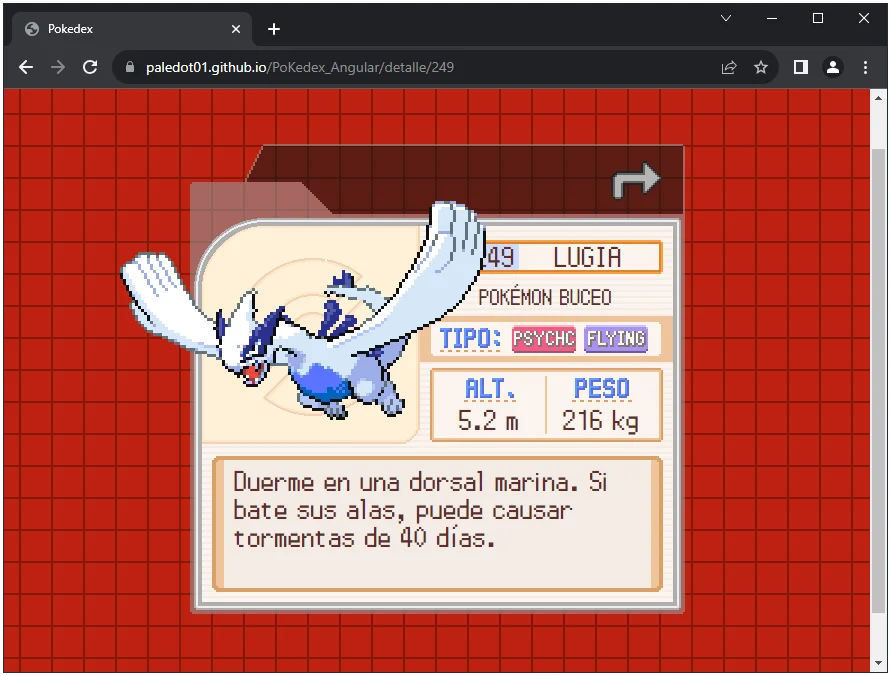 Pokedex
paledot01.github.io/PoKedex_Angular/detalle/249
249 LUGIA
POKÉMON BUCEO
TIPO: PSYCHC FLYING
ALT. PESO
5.2 m 216 kg
Duerme en una dorsal marina. Si
bate sus alas, puede causar
tormentas de 40 días.